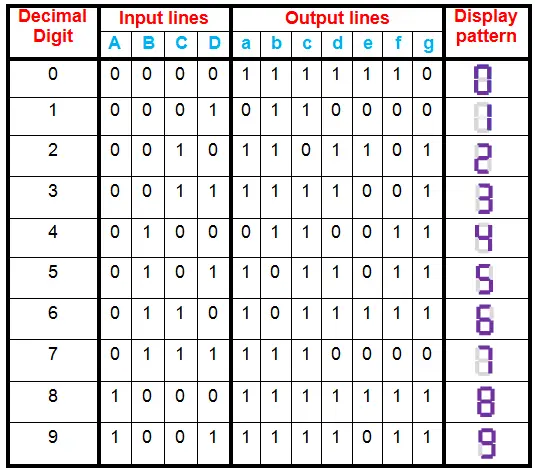 Decimal Digit Input lines Output lines Display pattern
A B C D a b c d e f g
0 0 0 0 0 1 1 1 1 1 1 0 0
1 0 0 0 1 0 1 1 0 0 0 0 1
2 0 0 1 0 1 1 0 1 1 0 1 2
3 0 0 1 1 1 1 1 1 0 0 1 3
4 0 1 0 0 0 1 1 0 0 1 1 4
5 0 1 0 1 1 0 1 1 0 1 1 5
6 0 1 1 0 1 0 1 1 1 1 1 6
7 0 1 1 1 1 1 1 0 0 0 0 7
8 1 0 0 0 1 1 1 1 1 1 1 8
9 1 0 0 1 1 1 1 1 0 1 1 9